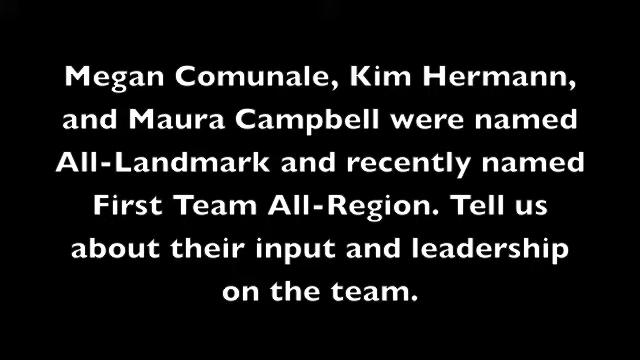 Megan Comunale, Kim Hermann,
and Maura Campbell were named
All-Landmark and recently named
First Team All-Region. Tell us
about their input and leadership
on the team.